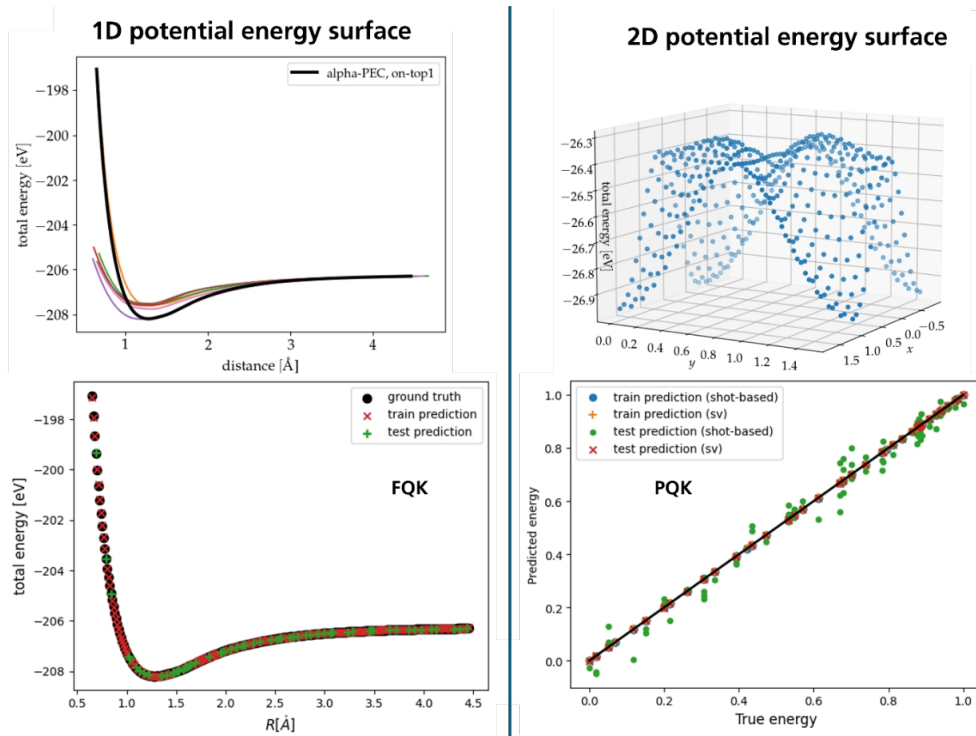 1D potential energy surface
alpha-PEC, on-top1
total energy [eV]
−198
−200
−202
−204
−206
−208
1 2 3 4
distance [Å]
ground truth
train prediction
test prediction
FQK
total energy [eV]
−198
−200
−202
−204
−206
−208
0.5 1.0 1.5 2.0 2.5 3.0 3.5 4.0 4.5
R[Å]
2D potential energy surface
−26.3
−26.4
−26.5
−26.6
−26.7
−26.8
−26.9
total energy [eV]
0.0 0.2 0.4 0.6 0.8 1.0 1.2 1.4
y
1.5 1.0 0.5 0.0 −0.5
x
train prediction (shot-based)
train prediction (sv)
test prediction (shot-based)
test prediction (sv)
PQK
Predicted energy
1.0
0.8
0.6
0.4
0.2
0.0
0.0 0.2 0.4 0.6 0.8 1.0
True energy